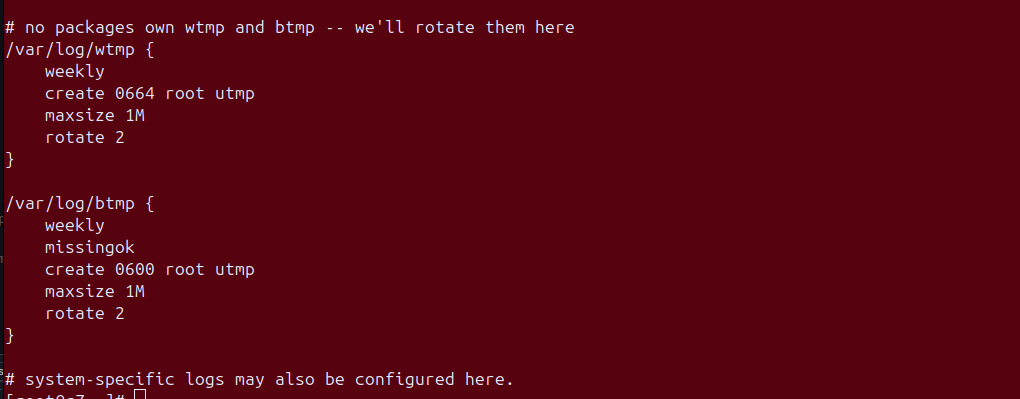 # no packages own wtmp and btmp -- we'll rotate them here
/var/log/wtmp {
    weekly
    create 0664 root utmp
    maxsize 1M
    rotate 2
}

/var/log/btmp {
    weekly
    missingok
    create 0600 root utmp
    maxsize 1M
    rotate 2
}

# system-specific logs may also be configured here.